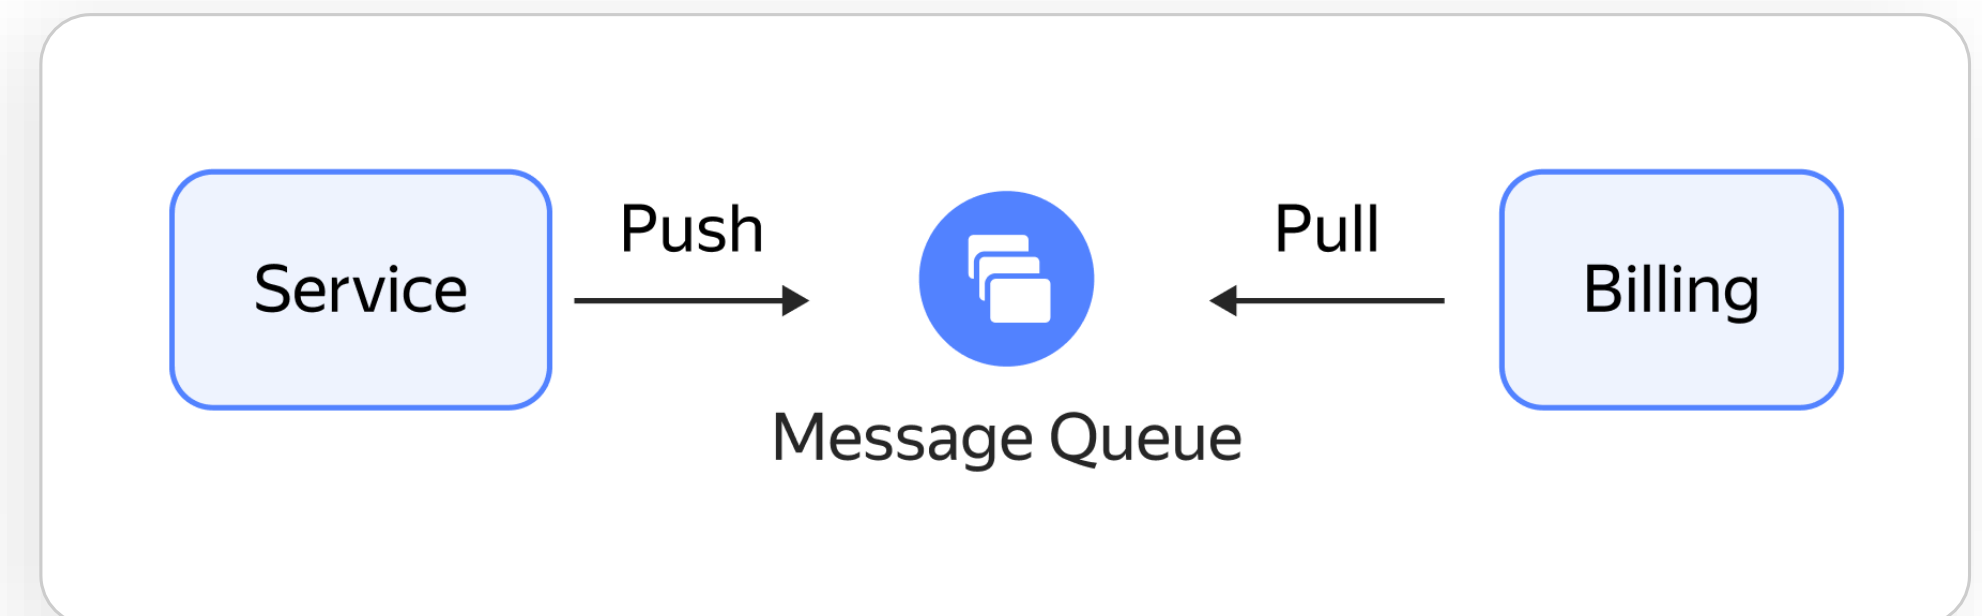 Service
Push
Message Queue
Pull
Billing